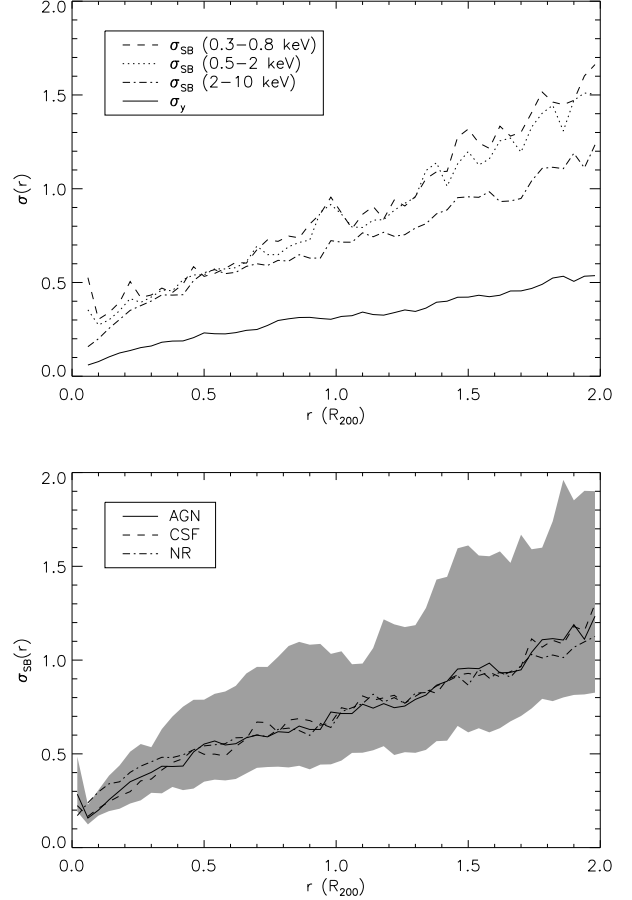 2.0
σSB (0.3−0.8 keV)
σSB (0.5−2 keV)
σSB (2−10 keV)
σy
1.5
σ(r)
1.0
0.5
0.0
0.0 0.5 1.0 1.5 2.0
r (R200)
2.0
AGN
CSF
NR
1.5
σSB(r)
1.0
0.5
0.0
0.0 0.5 1.0 1.5 2.0
r (R200)